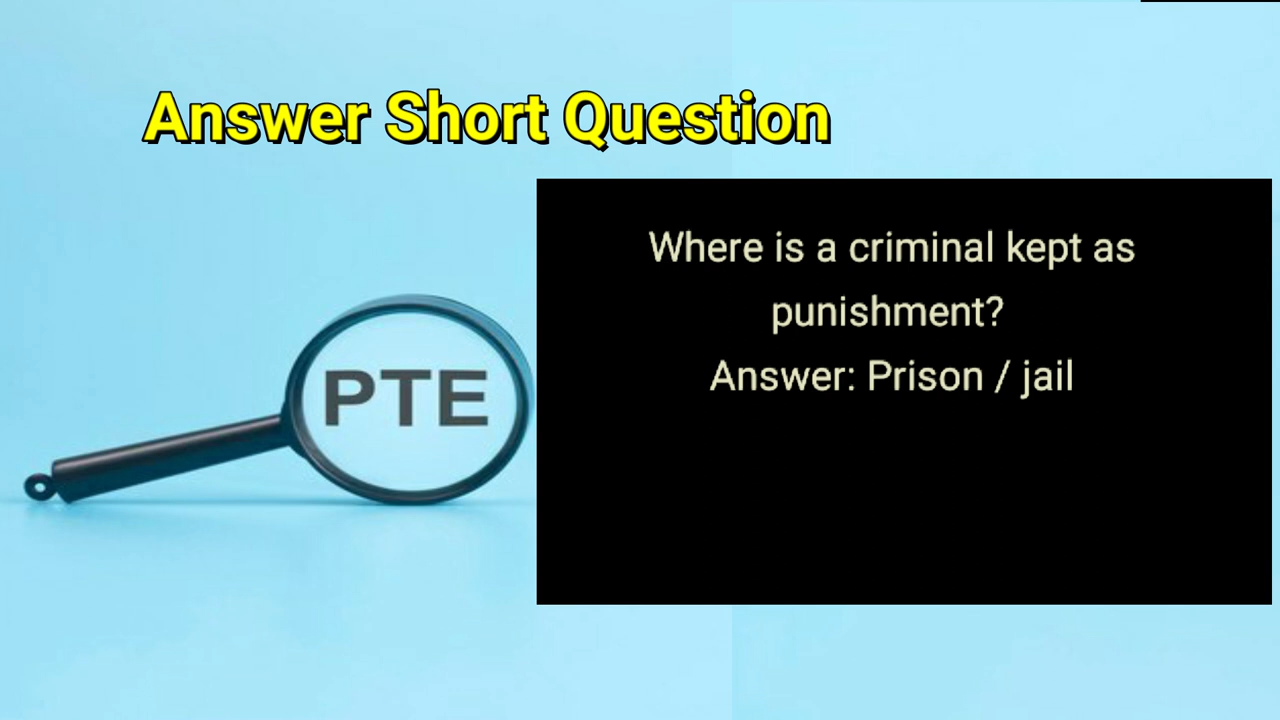 Answer Short Question
Where is a criminal kept as
punishment?
Answer: Prison / jail
PTE